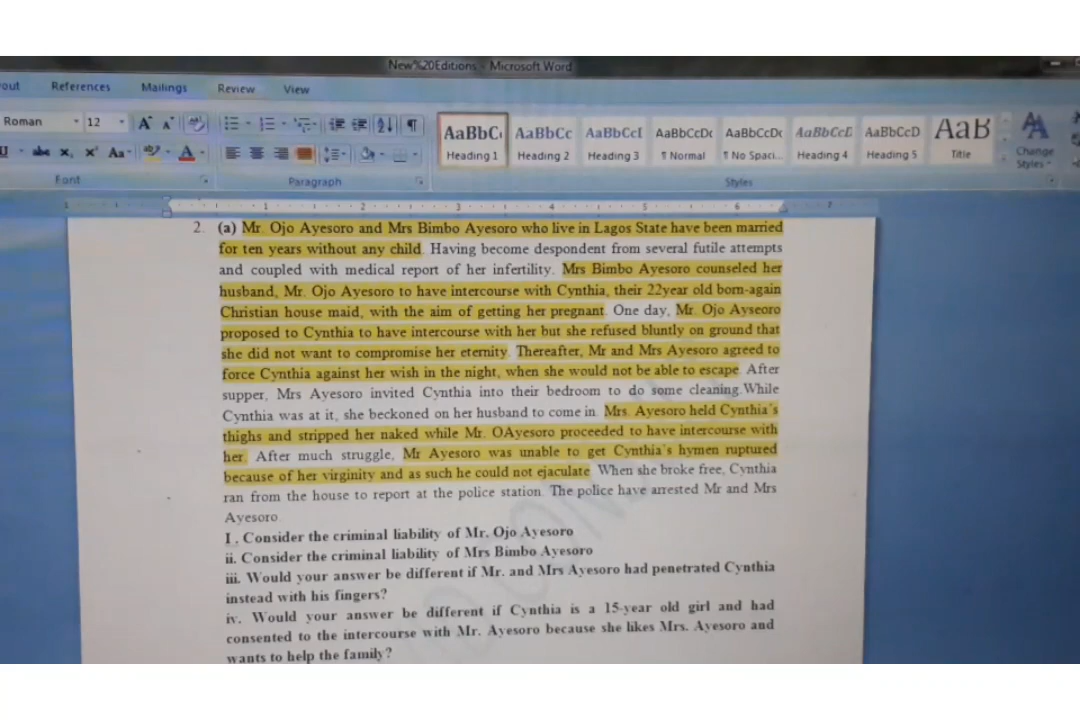 New%20Editions - Microsoft Word
out References Mailings Review View
Roman 12 A A Aa
U abc x, x² Aa A
AaBbC AaBbCc AaBbCcI AaBbCcDc AaBbCcDc AaBbCcD AaBbCcD AaB
Heading 1 Heading 2 Heading 3 ¶ Normal ¶ No Spaci... Heading 4 Heading 5 Title Change Styles
Font Paragraph Styles
1 1 2 3 4 5 6 7
2. (a) Mr. Ojo Ayesoro and Mrs Bimbo Ayesoro who live in Lagos State have been married
for ten years without any child. Having become despondent from several futile attempts
and coupled with medical report of her infertility. Mrs Bimbo Ayesoro counseled her
husband, Mr. Ojo Ayesoro to have intercourse with Cynthia, their 22year old born-again
Christian house maid, with the aim of getting her pregnant. One day, Mr. Ojo Ayseoro
proposed to Cynthia to have intercourse with her but she refused bluntly on ground that
she did not want to compromise her eternity. Thereafter, Mr and Mrs Ayesoro agreed to
force Cynthia against her wish in the night, when she would not be able to escape. After
supper, Mrs Ayesoro invited Cynthia into their bedroom to do some cleaning.While
Cynthia was at it, she beckoned on her husband to come in. Mrs. Ayesoro held Cynthia's
thighs and stripped her naked while Mr. OAyesoro proceeded to have intercourse with
her. After much struggle, Mr Ayesoro was unable to get Cynthia's hymen ruptured
because of her virginity and as such he could not ejaculate. When she broke free, Cynthia
ran from the house to report at the police station. The police have arrested Mr and Mrs
Ayesoro.
I . Consider the criminal liability of Mr. Ojo Ayesoro
ii. Consider the criminal liability of Mrs Bimbo Ayesoro
iii. Would your answer be different if Mr. and Mrs Ayesoro had penetrated Cynthia
instead with his fingers?
iv. Would your answer be different if Cynthia is a 15-year old girl and had
consented to the intercourse with Mr. Ayesoro because she likes Mrs. Ayesoro and
wants to help the family?